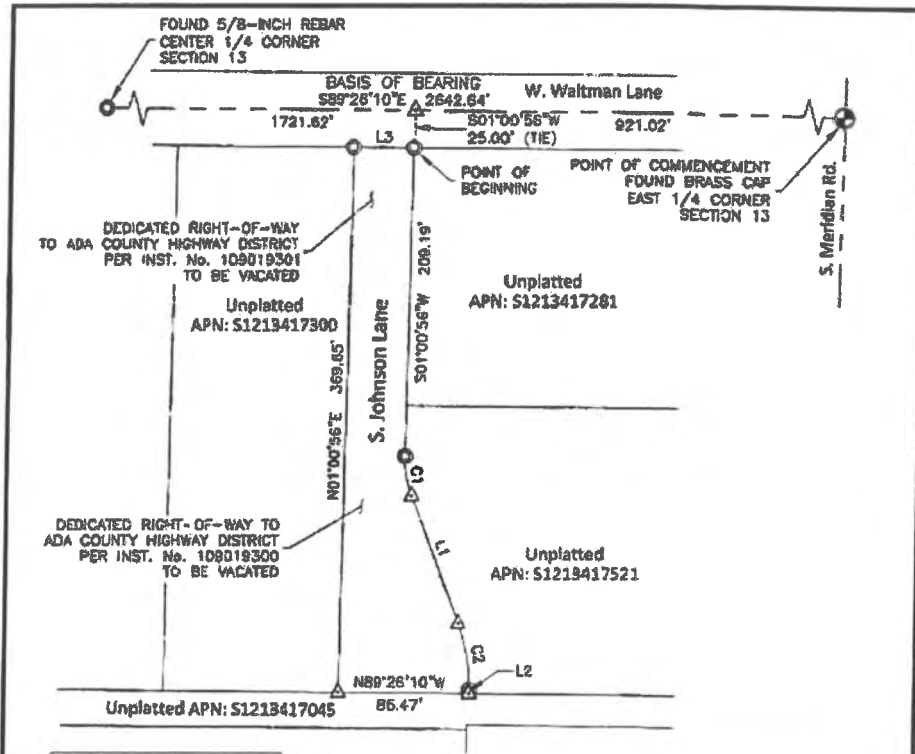 FOUND 5/8-INCH REBAR
CENTER 1/4 CORNER
SECTION 13
BASIS OF BEARING
S89°26'10"E 2642.64'
W. Waltman Lane
1721.62'
S01°00'56"W
25.00' (TIE)
921.02'
L3
POINT OF
BEGINNING
POINT OF COMMENCEMENT
FOUND BRASS CAP
EAST 1/4 CORNER
SECTION 13
S. Meridian Rd.
DEDICATED RIGHT-OF-WAY
TO ADA COUNTY HIGHWAY DISTRICT
PER INST. No. 109019301
TO BE VACATED
Unplatted
APN: S1213417300
S01°00'56"W 209.19'
Unplatted
APN: S1213417281
N01°00'56"E 369.65'
S. Johnson Lane
C1
DEDICATED RIGHT-OF-WAY TO
ADA COUNTY HIGHWAY DISTRICT
PER INST. No. 109019300
TO BE VACATED
L1
Unplatted
APN: S1213417521
C2
L2
N89°26'10"W
86.47'
Unplatted APN: S1213417045